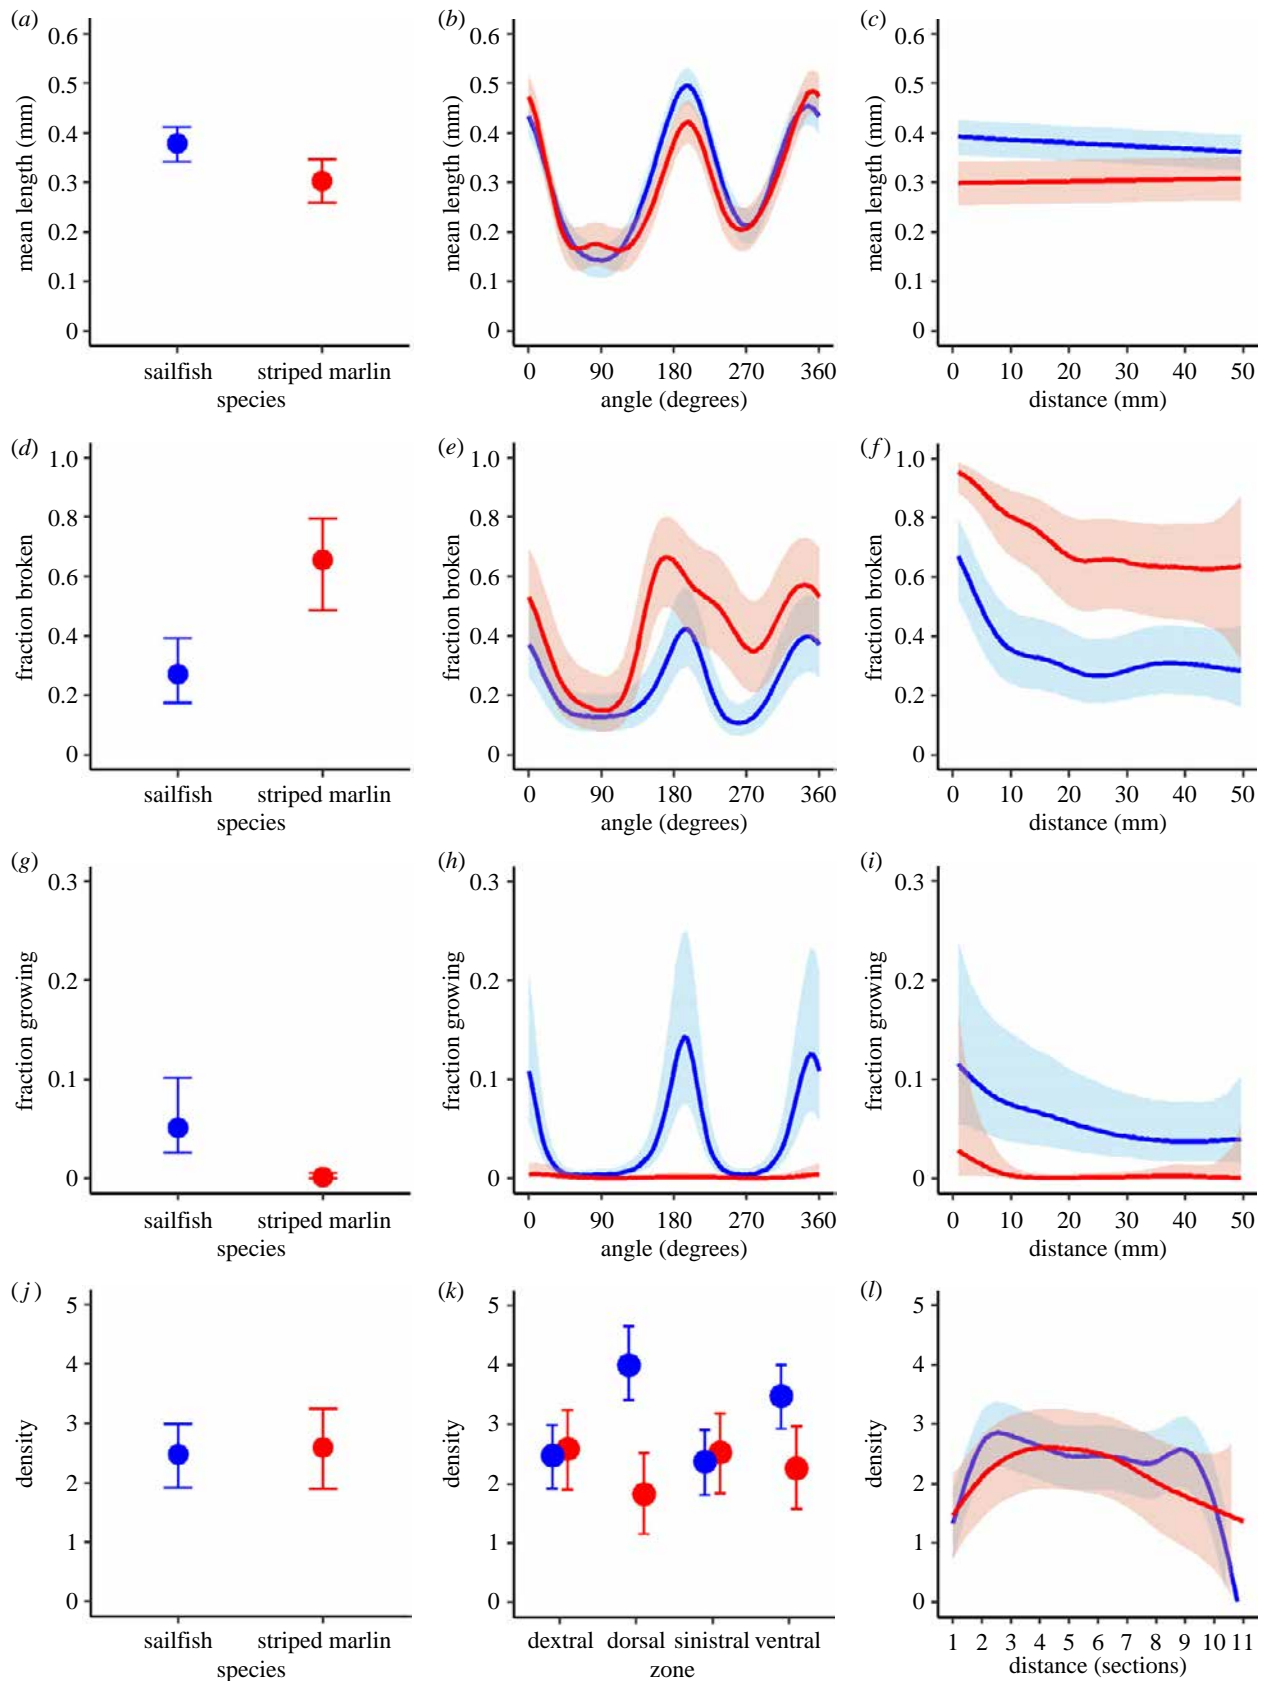 (a)
0.6
0.5
0.4
0.3
0.2
0.1
0
mean length (mm)
sailfish striped marlin
species
(b)
0.6
0.5
0.4
0.3
0.2
0.1
0
mean length (mm)
0 90 180 270 360
angle (degrees)
(c)
0.6
0.5
0.4
0.3
0.2
0.1
0
mean length (mm)
0 10 20 30 40 50
distance (mm)
(d)
1.0
0.8
0.6
0.4
0.2
0
fraction broken
sailfish striped marlin
species
(e)
1.0
0.8
0.6
0.4
0.2
0
fraction broken
0 90 180 270 360
angle (degrees)
(f)
1.0
0.8
0.6
0.4
0.2
0
fraction broken
0 10 20 30 40 50
distance (mm)
(g)
0.3
0.2
0.1
0
fraction growing
sailfish striped marlin
species
(h)
0.3
0.2
0.1
0
fraction growing
0 90 180 270 360
angle (degrees)
(i)
0.3
0.2
0.1
0
fraction growing
0 10 20 30 40 50
distance (mm)
(j)
5
4
3
2
1
0
density
sailfish striped marlin
species
(k)
5
4
3
2
1
0
density
dextral dorsal sinistral ventral
zone
(l)
5
4
3
2
1
0
density
1 2 3 4 5 6 7 8 9 10 11
distance (sections)